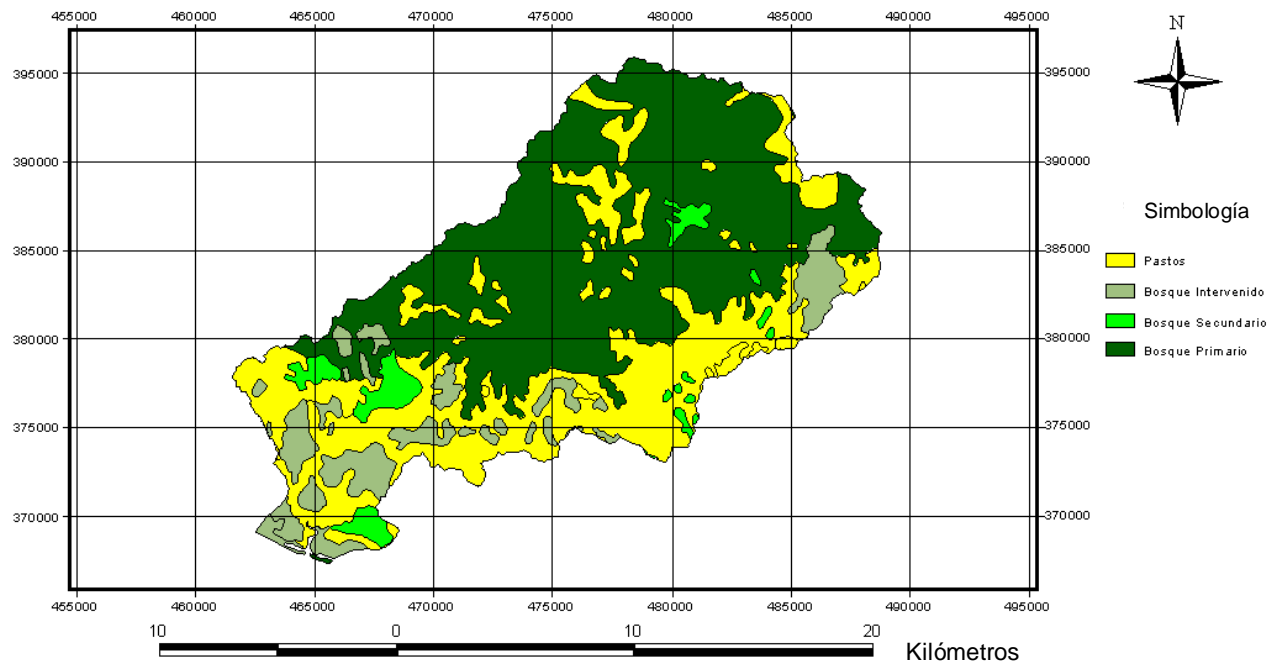 455000 460000 465000 470000 475000 480000 485000 490000 495000
N
395000 395000
390000 390000
385000 385000
380000 380000
375000 375000
370000 370000
Simbología
Pastos
Bosque Intervenido
Bosque Secundario
Bosque Primario
455000 460000 465000 470000 475000 480000 485000 490000 495000
10 0 10 20
Kilómetros